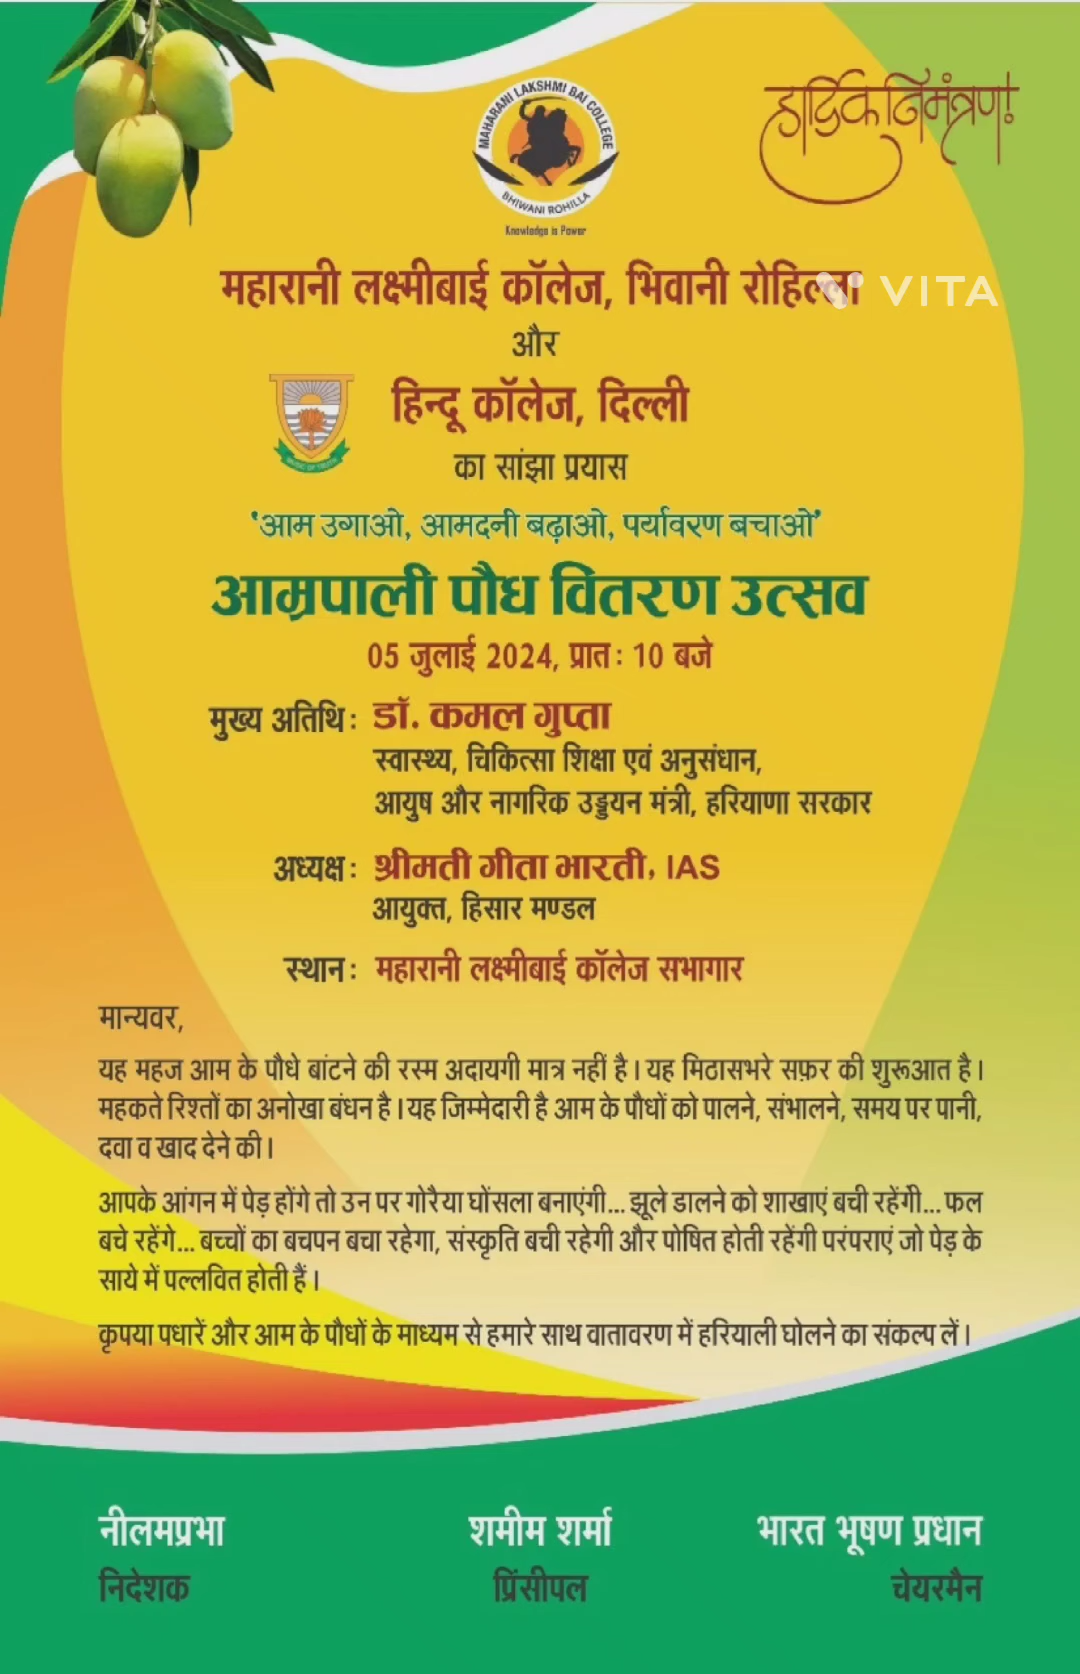 हार्दिक निमंत्रण!
MAHARANI LAKSHMI BAI COLLEGE
BHIWANI ROHILLA
Knowledge is Power
महारानी लक्ष्मीबाई कॉलेज, भिवानी रोहिल्ला
VITA
और
हिन्दू कॉलेज, दिल्ली
का सांझा प्रयास
'आम उगाओ, आमदनी बढ़ाओ, पर्यावरण बचाओ'
आम्रपाली पौध वितरण उत्सव
05 जुलाई 2024, प्रात: 10 बजे
मुख्य अतिथि: डॉ. कमल गुप्ता
स्वास्थ्य, चिकित्सा शिक्षा एवं अनुसंधान,
आयुष और नागरिक उड्डयन मंत्री, हरियाणा सरकार
अध्यक्ष: श्रीमती गीता भारती, IAS
आयुक्त, हिसार मण्डल
स्थान: महारानी लक्ष्मीबाई कॉलेज सभागार
मान्यवर,
यह महज आम के पौधे बांटने की रस्म अदायगी मात्र नहीं है। यह मिठासभरे सफ़र की शुरूआत है।
महकते रिश्तों का अनोखा बंधन है। यह जिम्मेदारी है आम के पौधों को पालने, संभालने, समय पर पानी,
दवा व खाद देने की।
आपके आंगन में पेड़ होंगे तो उन पर गोरैया घोंसला बनाएंगी... झूले डालने को शाखाएं बची रहेंगी... फल
बचे रहेंगे... बच्चों का बचपन बचा रहेगा, संस्कृति बची रहेगी और पोषित होती रहेंगी परंपराएं जो पेड़ के
साये में पल्लवित होती हैं।
कृपया पधारें और आम के पौधों के माध्यम से हमारे साथ वातावरण में हरियाली घोलने का संकल्प लें।
नीलमप्रभा
निदेशक
शमीम शर्मा
प्रिंसीपल
भारत भूषण प्रधान
चेयरमैन